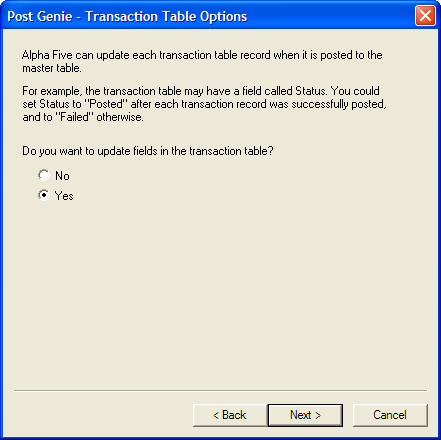 Post Genie - Transaction Table Options
Alpha Five can update each transaction table record when it is posted to the
master table.
For example, the transaction table may have a field called Status. You could
set Status to "Posted" after each transaction record was successfully posted,
and to "Failed" otherwise.
Do you want to update fields in the transaction table?
No
Yes
< Back
Next >
Cancel